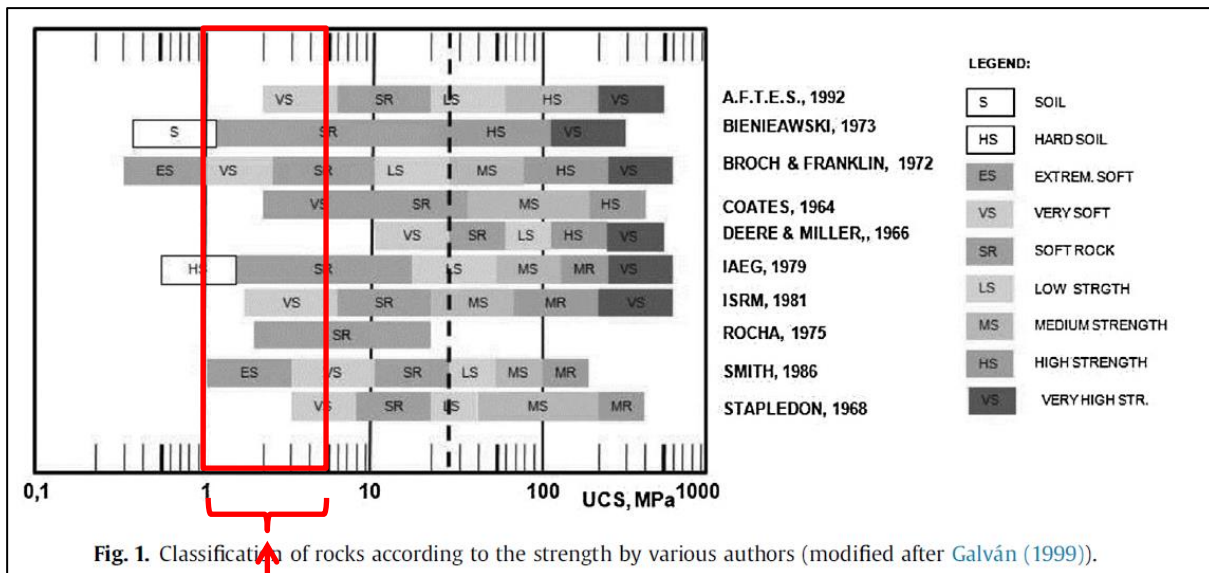 VS SR LS HS VS A.F.T.E.S., 1992
S SR HS VS BIENIEAWSKI, 1973
ES VS SR LS MS HS VS BROCH & FRANKLIN, 1972
VS SR MS HS COATES, 1964
VS SR LS HS VS DEERE & MILLER,, 1966
HS SR LS MS MR VS IAEG, 1979
VS SR MS MR VS ISRM, 1981
SR ROCHA, 1975
ES VS SR LS MS MR SMITH, 1986
VS SR LS MS MR STAPLEDON, 1968
0,1 1 10 100 1000
UCS, MPa
LEGEND:
S SOIL
HS HARD SOIL
ES EXTREM. SOFT
VS VERY SOFT
SR SOFT ROCK
LS LOW STRGTH
MS MEDIUM STRENGTH
HS HIGH STRENGTH
VS VERY HIGH STR.
Fig. 1. Classification of rocks according to the strength by various authors (modified after Galván (1999)).